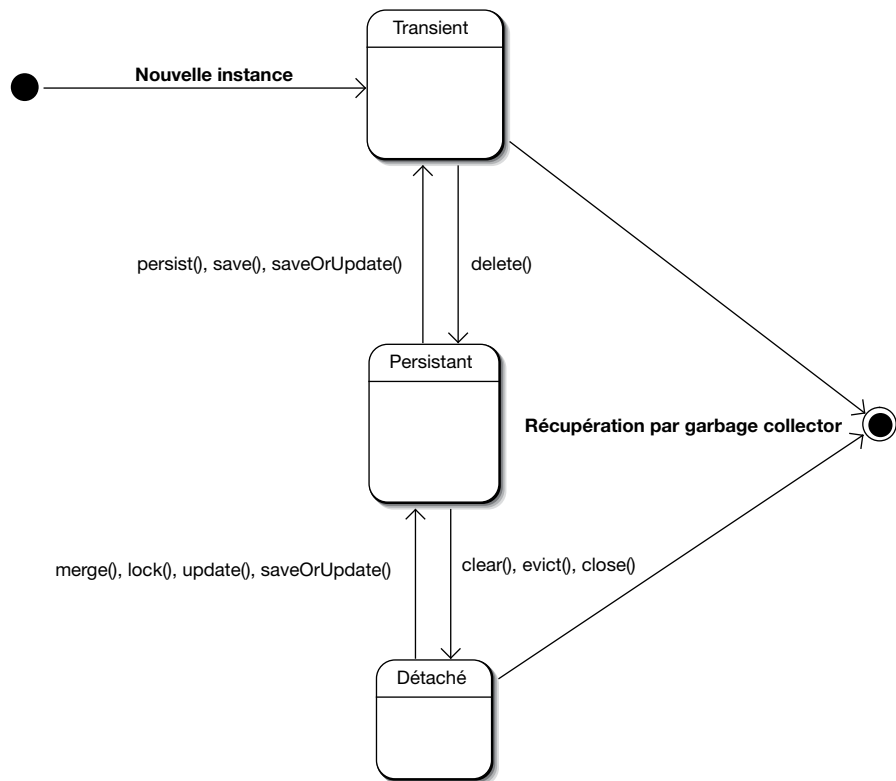 Transient
Nouvelle instance
persist(), save(), saveOrUpdate()
delete()
Persistant
Récupération par garbage collector
merge(), lock(), update(), saveOrUpdate()
clear(), evict(), close()
Détaché